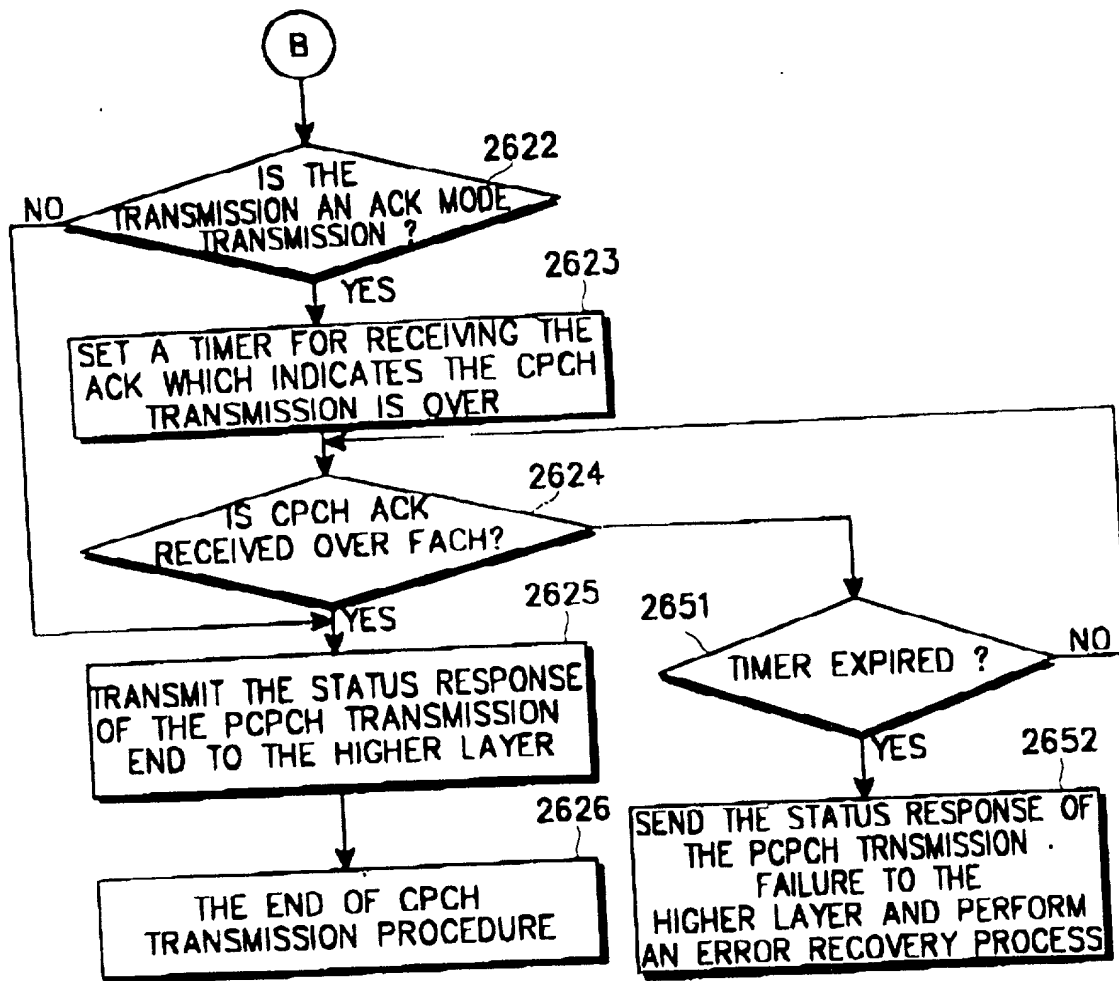 B
2622
IS THE
TRANSMISSION AN ACK MODE
TRANSMISSION ?
NO
YES
2623
SET A TIMER FOR RECEIVING THE
ACK WHICH INDICATES THE CPCH
TRANSMISSION IS OVER
2624
IS CPCH ACK
RECEIVED OVER FACH?
YES
2625
TRANSMIT THE STATUS RESPONSE
OF THE PCPCH TRANSMISSION
END TO THE HIGHER LAYER
2626
THE END OF CPCH
TRANSMISSION PROCEDURE
2651
TIMER EXPIRED ?
NO
YES
2652
SEND THE STATUS RESPONSE OF
THE PCPCH TRNSMISSION
FAILURE TO THE
HIGHER LAYER AND PERFORM
AN ERROR RECOVERY PROCESS